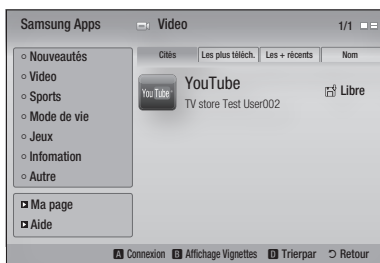 Samsung Apps
Video
1/1
Nouveautés
Video
Sports
Mode de vie
Jeux
Infomation
Autre
Ma page
Aide
Cités
Les plus téléch.
Les + récents
Nom
You Tube
YouTube
TV store Test User002
Libre
A Connexion B Affichage Vignettes D Trierpar Retour